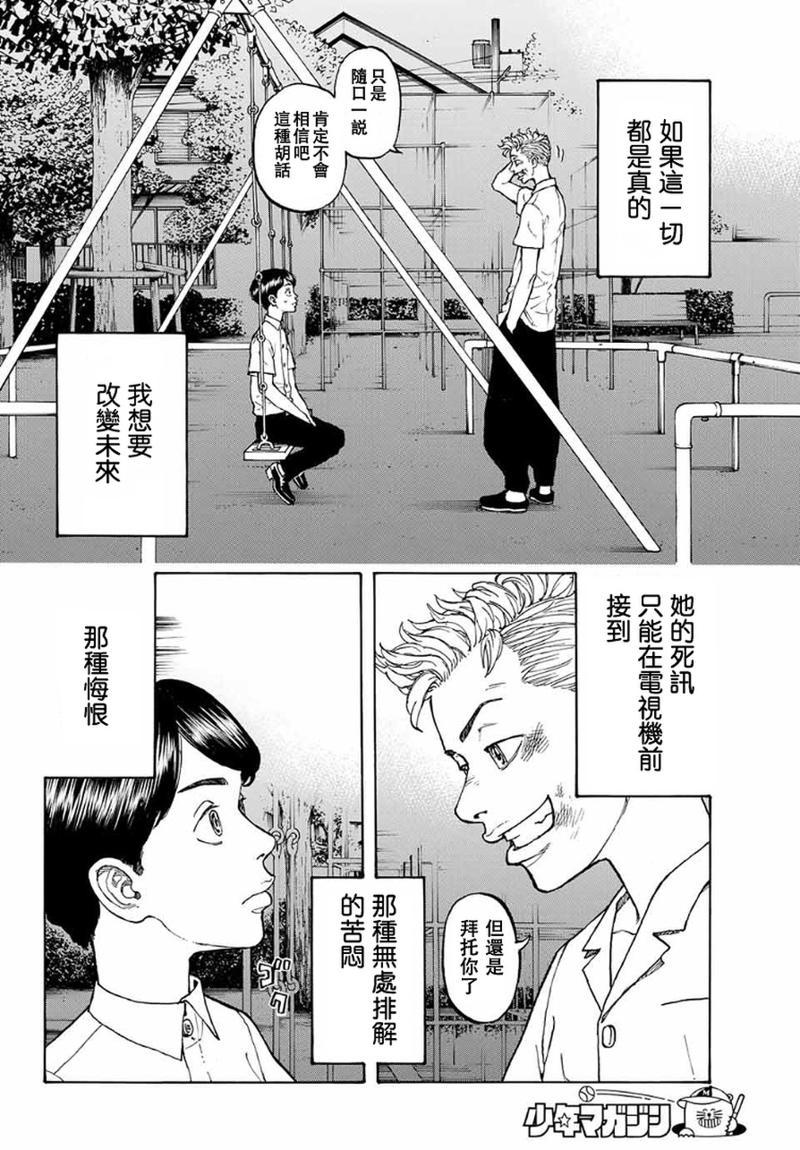 如果這一切
都是真的
只是
隨口一説
肯定不會
相信吧
這種胡話
我想要
改變未來
她的死訊
只能在電視機前
接到
但還是
拜托你了
那種無處排解
的苦悶
那種悔恨
ゴク
少年マガジン